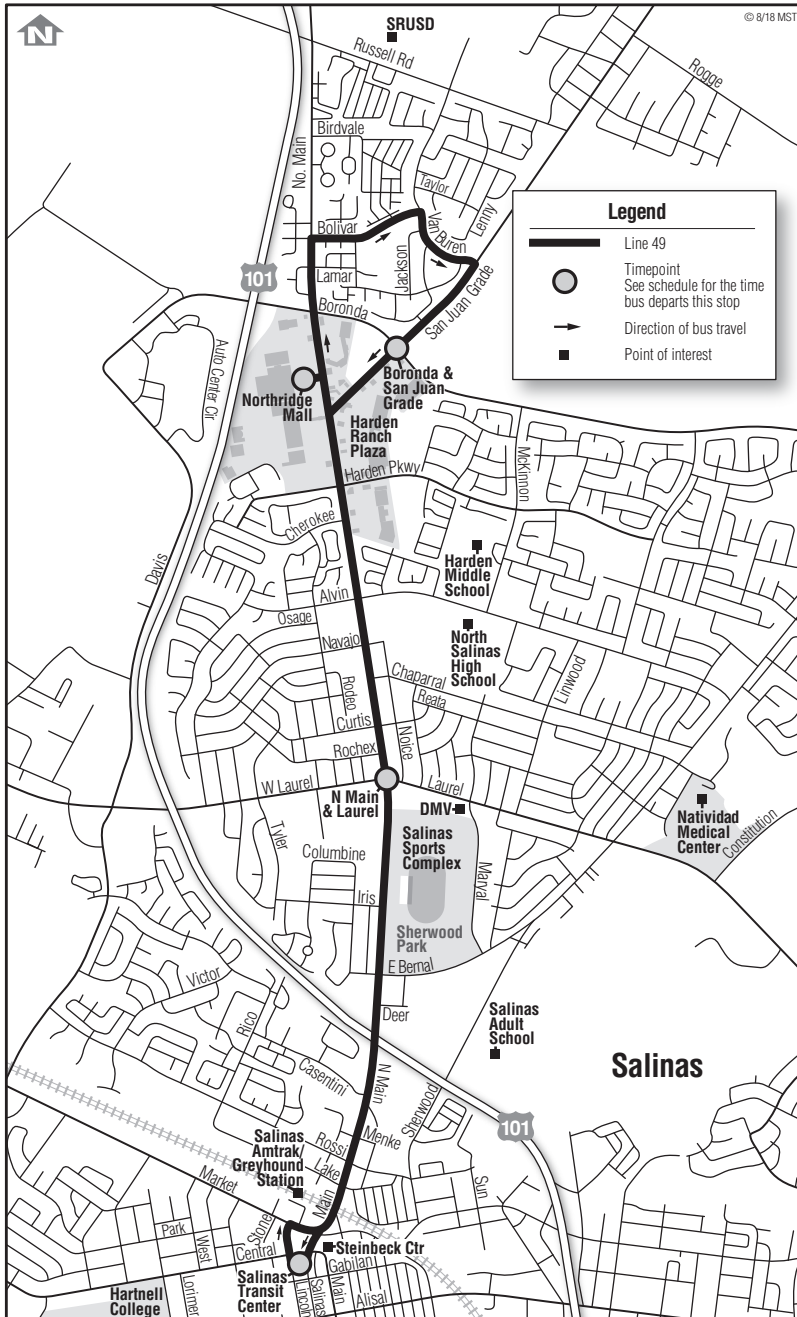 N
© 8/18 MST
SRUSD
Russell Rd
Rogge
Birdvale
No. Main
Taylor
Lenny
Legend
Line 49
Timepoint
See schedule for the time
bus departs this stop
Direction of bus travel
Point of interest
Bolivar
Van Buren
Jackson
101
Lamar
San Juan Grade
Boronda
Auto Center Cir
Northridge
Mall
Boronda &
San Juan
Grade
Harden
Ranch
Plaza
McKinnon
Harden Pkwy
Cherokee
Davis
Harden
Middle
School
Alvin
Osage
North
Salinas
High
School
Navajo
Linwood
Chaparral
Reata
Rodeo
Curtis
Noice
Rochex
W Laurel
Laurel
N Main
& Laurel
DMV
Natividad
Medical
Center
Constitution
Tyler
Salinas
Sports
Complex
Columbine
Marval
Iris
Sherwood
Park
E Bernal
Victor
Deer
Rico
Salinas
Adult
School
Salinas
Casentini
N Main
Sherwood
101
Menke
Rossi
Lake
Salinas
Amtrak
Greyhound
Station
Market
Main
Sun
Stone
Park
West
Central
Steinbeck Ctr
Gabilan
Salinas
Transit
Center
Lincoln
Salinas
Main
Alisal
Lorimer
Hartnell
College